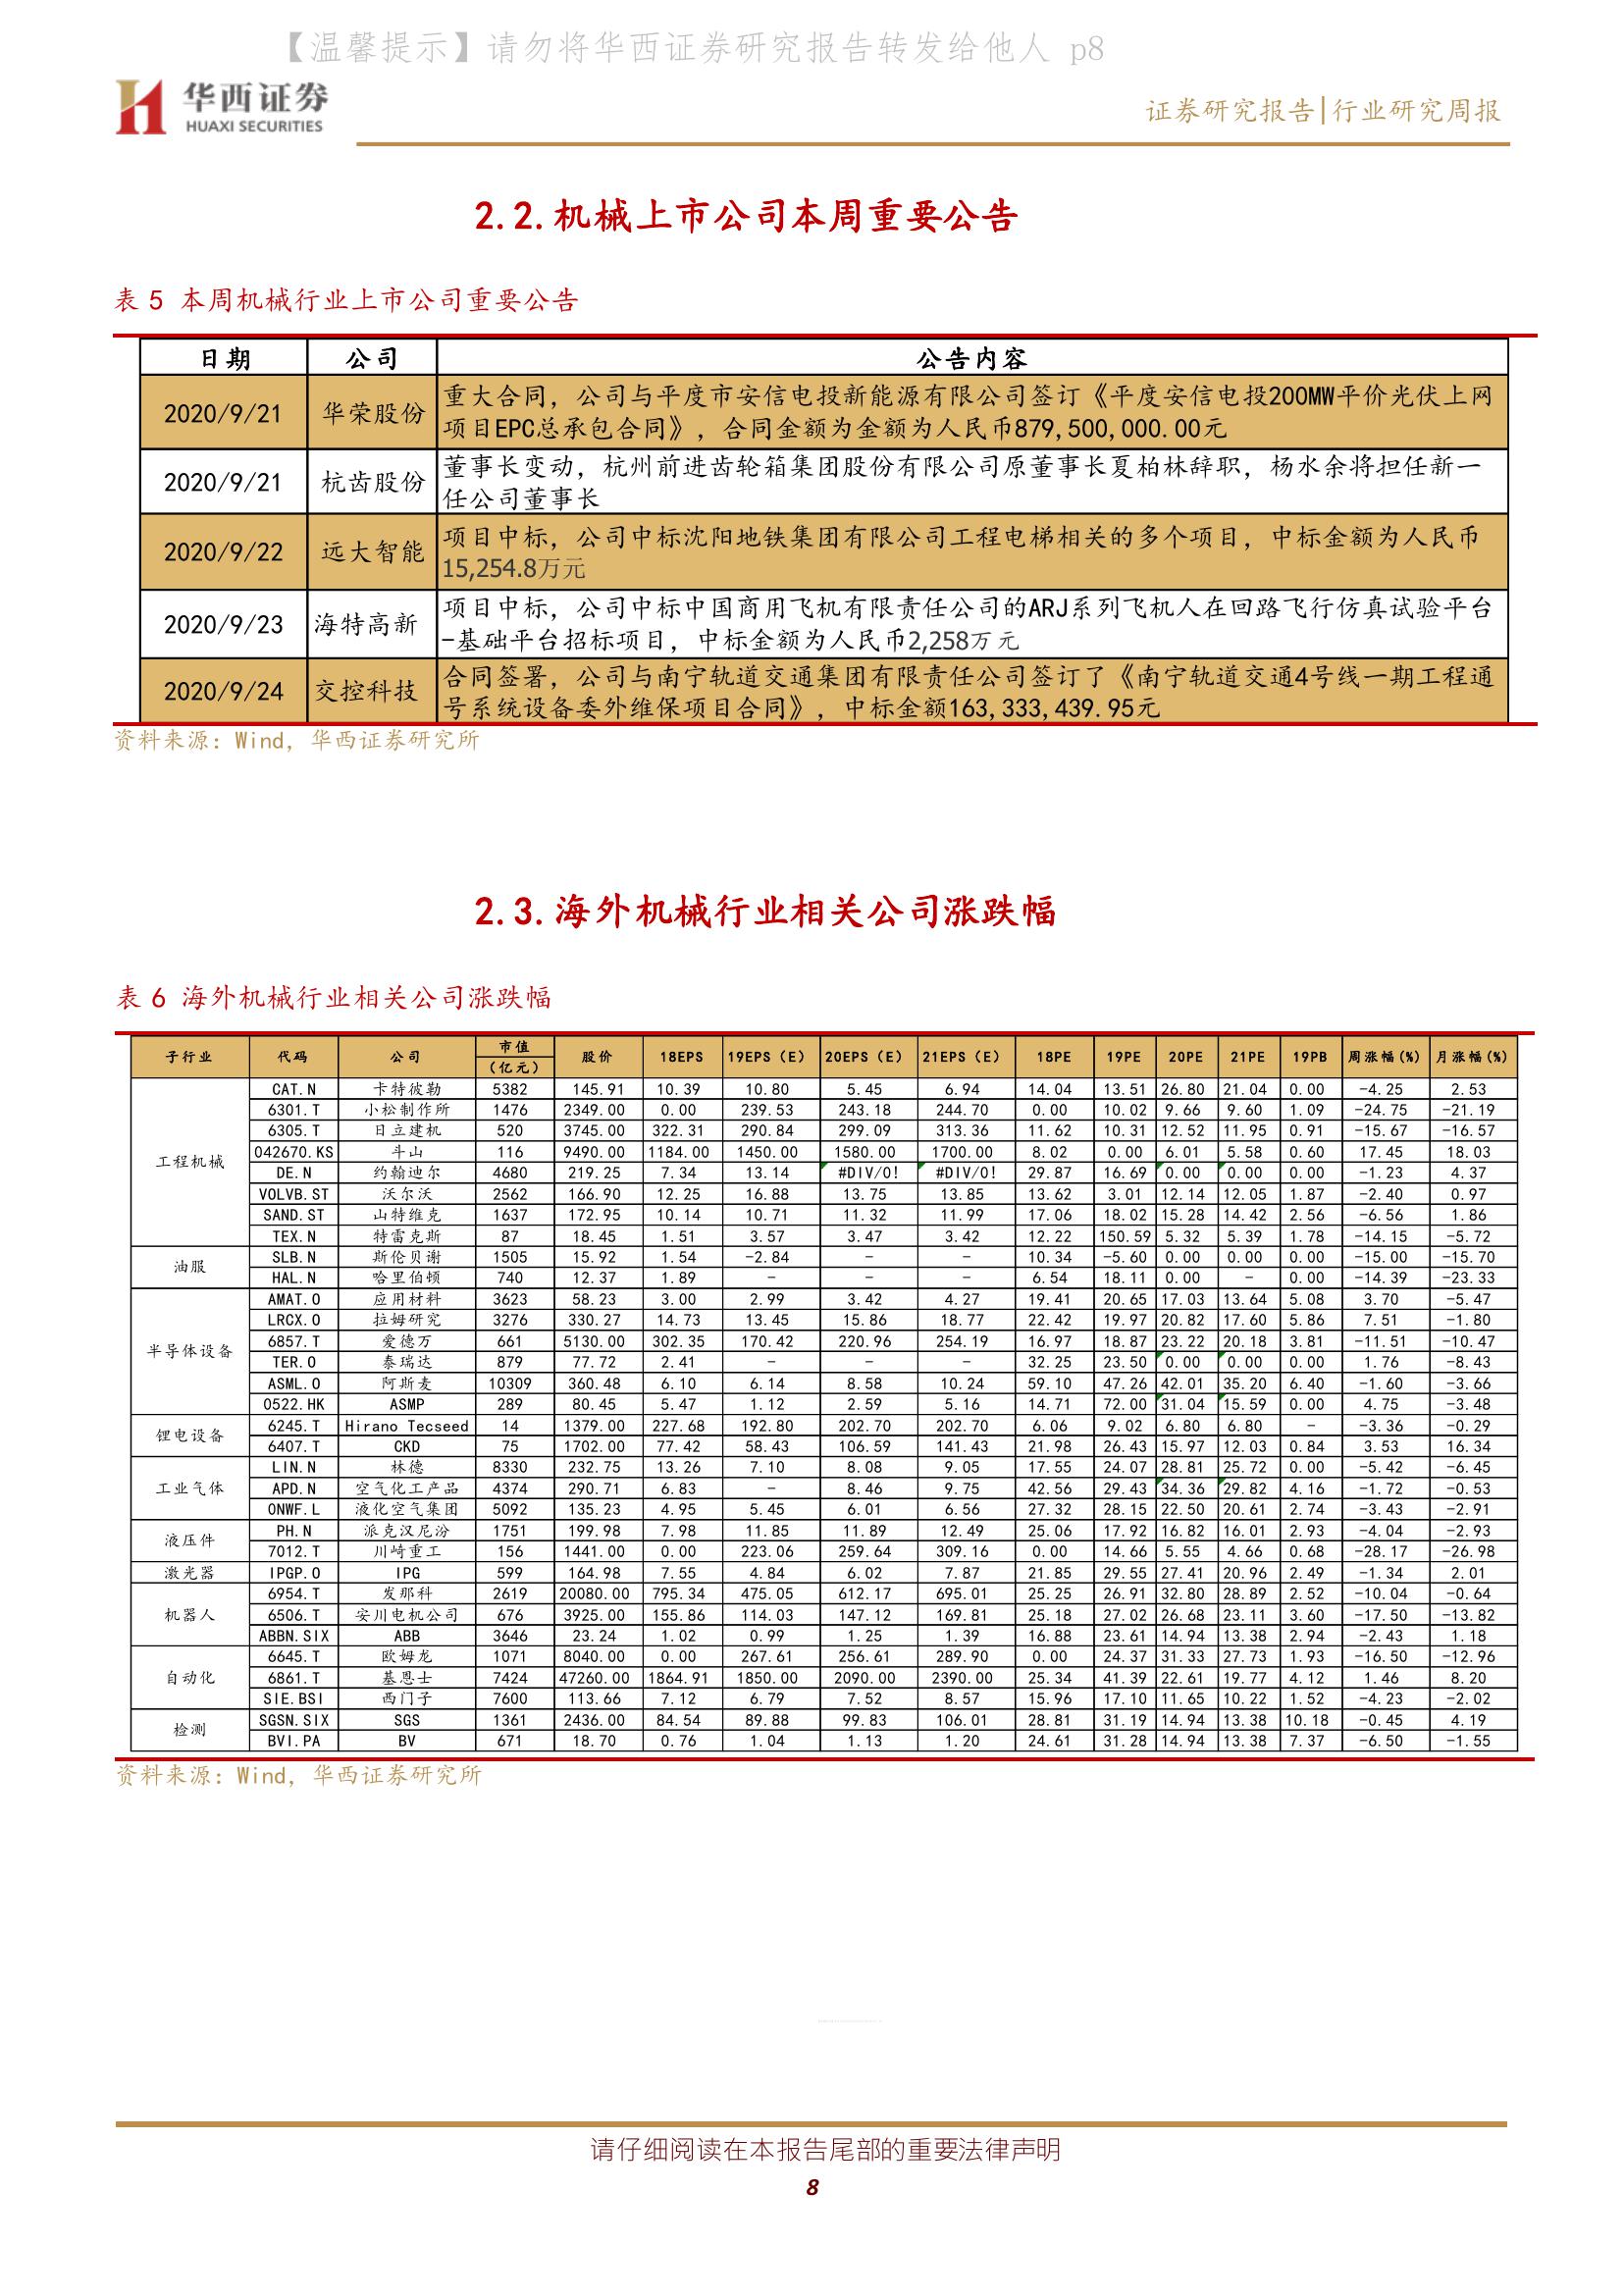 【温馨提示】请勿将华西证券研究报告转发给他人 p8
华西证券
HUAXI SECURITIES
证券研究报告|行业研究周报
2.2.机械上市公司本周重要公告
表 5 本周机械行业上市公司重要公告
日期 公司 公告内容
2020/9/21 华荣股份 重大合同，公司与平度市安信电投新能源有限公司签订《平度安信电投200MW平价光伏上网
项目EPC总承包合同》，合同金额为金额为人民币879,500,000.00元
2020/9/21 杭齿股份 董事长变动，杭州前进齿轮箱集团股份有限公司原董事长夏柏林辞职，杨水余将担任新一
任公司董事长
2020/9/22 远大智能 项目中标，公司中标沈阳地铁集团有限公司工程电梯相关的多个项目，中标金额为人民币
15,254.8万元
2020/9/23 海特高新 项目中标，公司中标中国商用飞机有限责任公司的ARJ系列飞机人在回路飞行仿真试验平台
-基础平台招标项目，中标金额为人民币2,258万元
2020/9/24 交控科技 合同签署，公司与南宁轨道交通集团有限责任公司签订了《南宁轨道交通4号线一期工程通
号系统设备委外维保项目合同》，中标金额163,333,439.95元
资料来源：Wind，华西证券研究所
2.3.海外机械行业相关公司涨跌幅
表 6 海外机械行业相关公司涨跌幅
子行业 代码 公司 市值（亿元） 股价 18EPS 19EPS（E） 20EPS（E） 21EPS（E） 18PE 19PE 20PE 21PE 19PB 周涨幅(%) 月涨幅(%)
工程机械 CAT.N 卡特彼勒 5382 145.91 10.39 10.80 5.45 6.94 14.04 13.51 26.80 21.04 0.00 -4.25 2.53
6301.T 小松制作所 1476 2349.00 0.00 239.53 243.18 244.70 0.00 10.02 9.66 9.60 1.09 -24.75 -21.19
6305.T 日立建机 520 3745.00 322.31 290.84 299.09 313.36 11.62 10.31 12.52 11.95 0.91 -15.67 -16.57
042670.KS 斗山 116 9490.00 1184.00 1450.00 1580.00 1700.00 8.02 0.00 6.01 5.58 0.60 17.45 18.03
DE.N 约翰迪尔 4680 219.25 7.34 13.14 #DIV/0! #DIV/0! 29.87 16.69 0.00 0.00 0.00 -1.23 4.37
VOLVB.ST 沃尔沃 2562 166.90 12.25 16.88 13.75 13.85 13.62 3.01 12.14 12.05 1.87 -2.40 0.97
SAND.ST 山特维克 1637 172.95 10.14 10.71 11.32 11.99 17.06 18.02 15.28 14.42 2.56 -6.56 1.86
TEX.N 特雷克斯 87 18.45 1.51 3.57 3.47 3.42 12.22 150.59 5.32 5.39 1.78 -14.15 -5.72
油服 SLB.N 斯伦贝谢 1505 15.92 1.54 -2.84 - - 10.34 -5.60 0.00 0.00 0.00 -15.00 -15.70
HAL.N 哈里伯顿 740 12.37 1.89 - - - 6.54 18.11 0.00 - 0.00 -14.39 -23.33
半导体设备 AMAT.O 应用材料 3623 58.23 3.00 2.99 3.42 4.27 19.41 20.65 17.03 13.64 5.08 3.70 -5.47
LRCX.O 拉姆研究 3276 330.27 14.73 13.45 15.86 18.77 22.42 19.97 20.82 17.60 5.86 7.51 -1.80
6857.T 爱德万 661 5130.00 302.35 170.42 220.96 254.19 16.97 18.87 23.22 20.18 3.81 -11.51 -10.47
TER.O 泰瑞达 879 77.72 2.41 - - - 32.25 23.50 0.00 0.00 0.00 1.76 -8.43
ASML.O 阿斯麦 10309 360.48 6.10 6.14 8.58 10.24 59.10 47.26 42.01 35.20 6.40 -1.60 -3.66
0522.HK ASMP 289 80.45 5.47 1.12 2.59 5.16 14.71 72.00 31.04 15.59 0.00 4.75 -3.48
锂电设备 6245.T Hirano Tecseed 14 1379.00 227.68 192.80 202.70 202.70 6.06 9.02 6.80 6.80 - -3.36 -0.29
6407.T CKD 75 1702.00 77.42 58.43 106.59 141.43 21.98 26.43 15.97 12.03 0.84 3.53 16.34
工业气体 LIN.N 林德 8330 232.75 13.26 7.10 8.08 9.05 17.55 24.07 28.81 25.72 0.00 -5.42 -6.45
APD.N 空气化工产品 4374 290.71 6.83 - 8.46 9.75 42.56 29.43 34.36 29.82 4.16 -1.72 -0.53
0NWF.L 液化空气集团 5092 135.23 4.95 5.45 6.01 6.56 27.32 28.15 22.50 20.61 2.74 -3.43 -2.91
液压件 PH.N 派克汉尼汾 1751 199.98 7.98 11.85 11.89 12.49 25.06 17.92 16.82 16.01 2.93 -4.04 -2.93
7012.T 川崎重工 156 1441.00 0.00 223.06 259.64 309.16 0.00 14.66 5.55 4.66 0.68 -28.17 -26.98
激光器 IPGP.O IPG 599 164.98 7.55 4.84 6.02 7.87 21.85 29.55 27.41 20.96 2.49 -1.34 2.01
机器人 6954.T 发那科 2619 20080.00 795.34 475.05 612.17 695.01 25.25 26.91 32.80 28.89 2.52 -10.04 -0.64
6506.T 安川电机公司 676 3925.00 155.86 114.03 147.12 169.81 25.18 27.02 26.68 23.11 3.60 -17.50 -13.82
ABBN.SIX ABB 3646 23.24 1.02 0.99 1.25 1.39 16.88 23.61 14.94 13.38 2.94 -2.43 1.18
自动化 6645.T 欧姆龙 1071 8040.00 0.00 267.61 256.61 289.90 0.00 24.37 31.33 27.73 1.93 -16.50 -12.96
6861.T 基恩士 7424 47260.00 1864.91 1850.00 2090.00 2390.00 25.34 41.39 22.61 19.77 4.12 1.46 8.20
SIE.BSI 西门子 7600 113.66 7.12 6.79 7.52 8.57 15.96 17.10 11.65 10.22 1.52 -4.23 -2.02
检测 SGSN.SIX SGS 1361 2436.00 84.54 89.88 99.83 106.01 28.81 31.19 14.94 13.38 10.18 -0.45 4.19
BVI.PA BV 671 18.70 0.76 1.04 1.13 1.20 24.61 31.28 14.94 13.38 7.37 -6.50 -1.55
资料来源：Wind，华西证券研究所
请仔细阅读在本报告尾部的重要法律声明
8